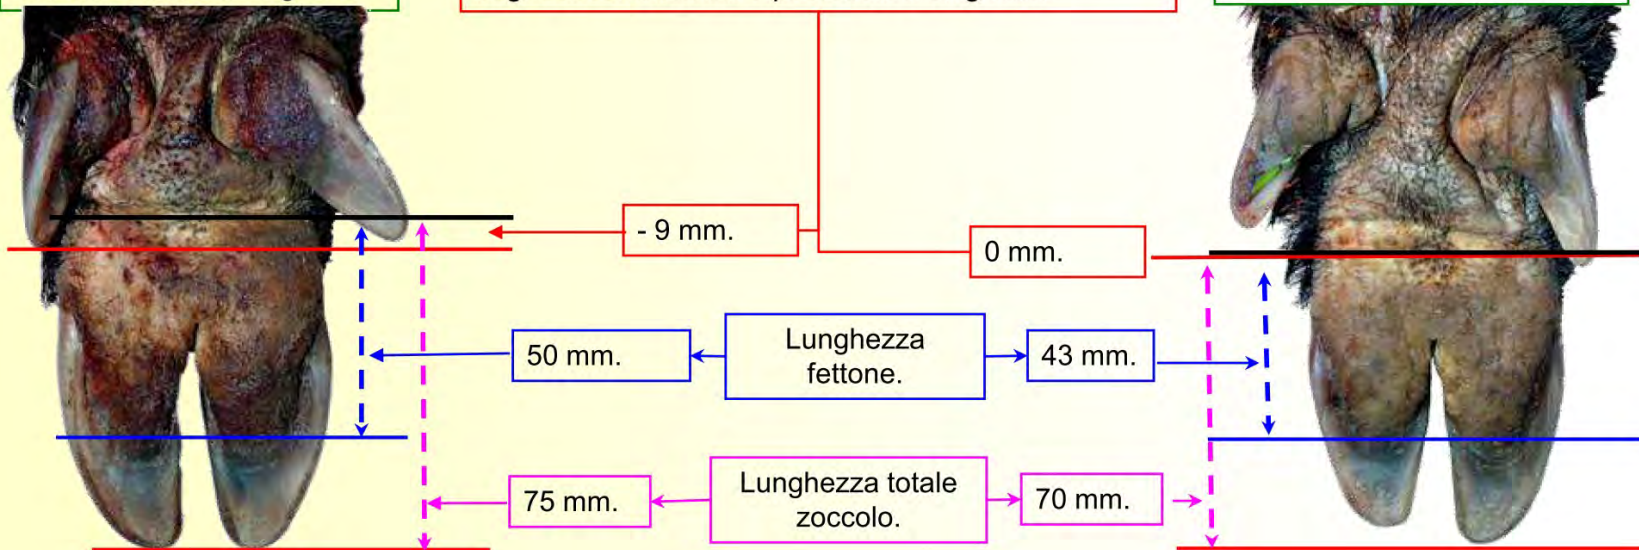 - 9 mm.
0 mm.
50 mm.
Lunghezza
fettone.
43 mm.
75 mm.
Lunghezza totale
zoccolo.
70 mm.